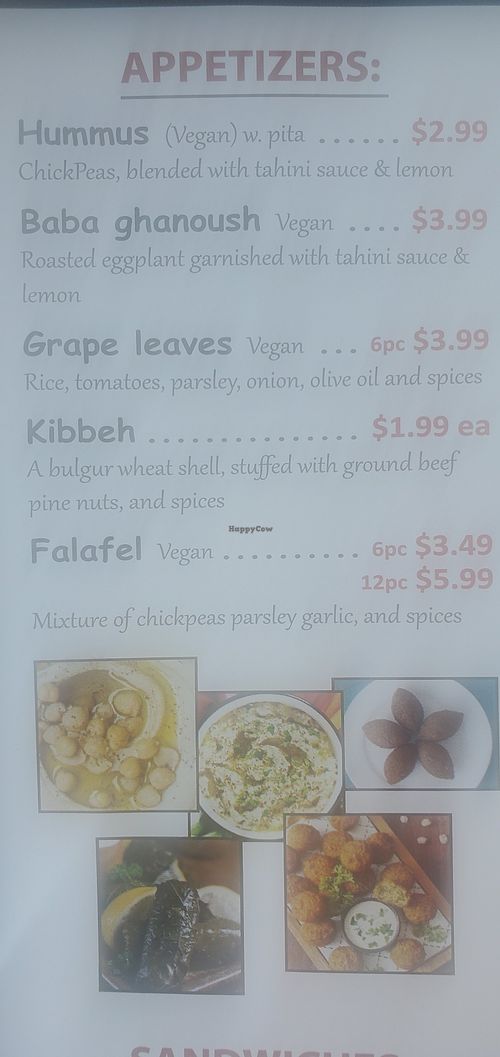 APPETIZERS:
Hummus (Vegan) w. pita ...... $2.99
ChickPeas, blended with tahini sauce & lemon
Baba ghanoush Vegan .... $3.99
Roasted eggplant garnished with tahini sauce &
lemon
Grape leaves Vegan ... 6pc $3.99
Rice, tomatoes, parsley, onion, olive oil and spices
Kibbeh ............... $1.99 ea
A bulgur wheat shell, stuffed with ground beef
pine nuts, and spices
HappyCow
Falafel Vegan .......... 6pc $3.49
12pc $5.99
Mixture of chickpeas parsley garlic, and spices
SANDWICHES